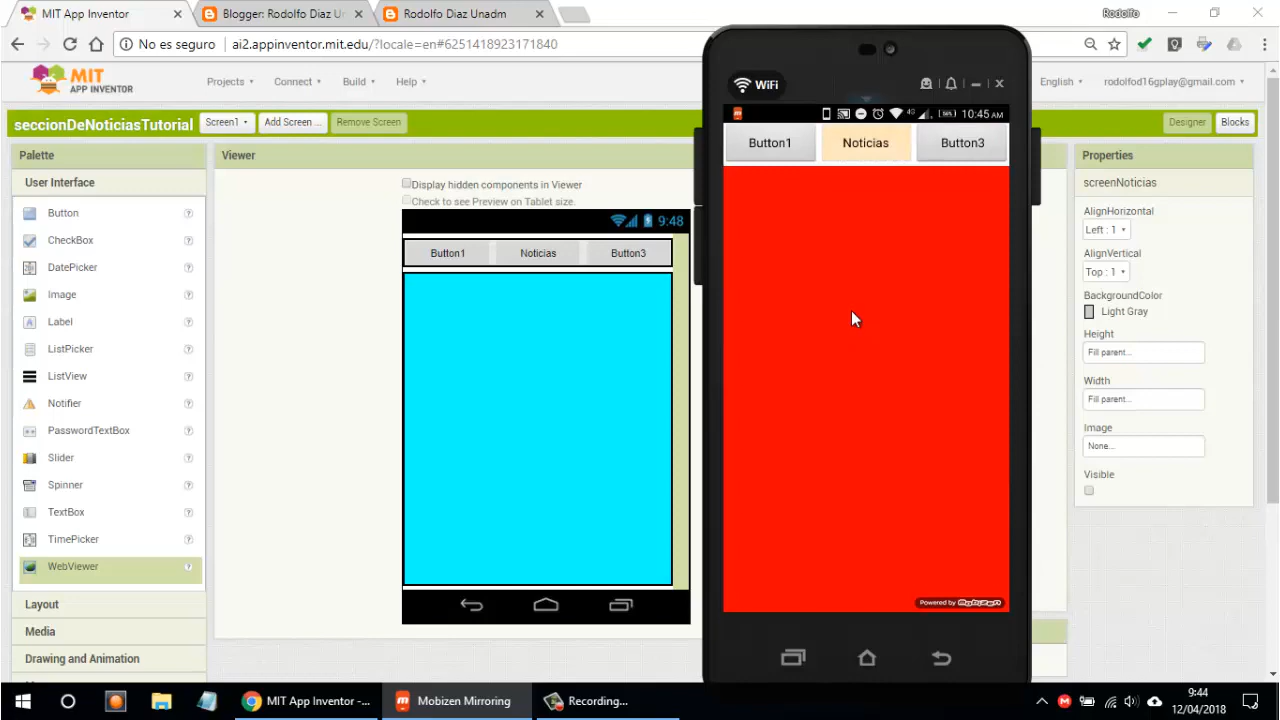 MIT App Inventor
Blogger: Rodolfo Diaz Ur
Rodolfo Diaz Unadm
Rodolfo
No es seguro
ai2.appinventor.mit.edu/?locale=en#6251418923171840
MIT
APP INVENTOR
Projects
Connect
Build
Help
English
rodolfod16gplay@gmail.com
seccionDeNoticiasTutorial
Screen1
Add Screen ...
Remove Screen
Designer
Blocks
Palette
User Interface
Button
CheckBox
DatePicker
Image
Label
ListPicker
ListView
Notifier
PasswordTextBox
Slider
Spinner
TextBox
TimePicker
WebViewer
Layout
Media
Drawing and Animation
Viewer
Display hidden components in Viewer
Check to see Preview on Tablet size.
9:48
Button1
Noticias
Button3
WiFi
4G
10:45 AM
Button1
Noticias
Button3
Powered by Mobizen
Properties
screenNoticias
AlignHorizontal
Left : 1
AlignVertical
Top : 1
BackgroundColor
Light Gray
Height
Fill parent...
Width
Fill parent...
Image
None...
Visible
MIT App Inventor -...
Mobizen Mirroring
Recording...
9:44
12/04/2018